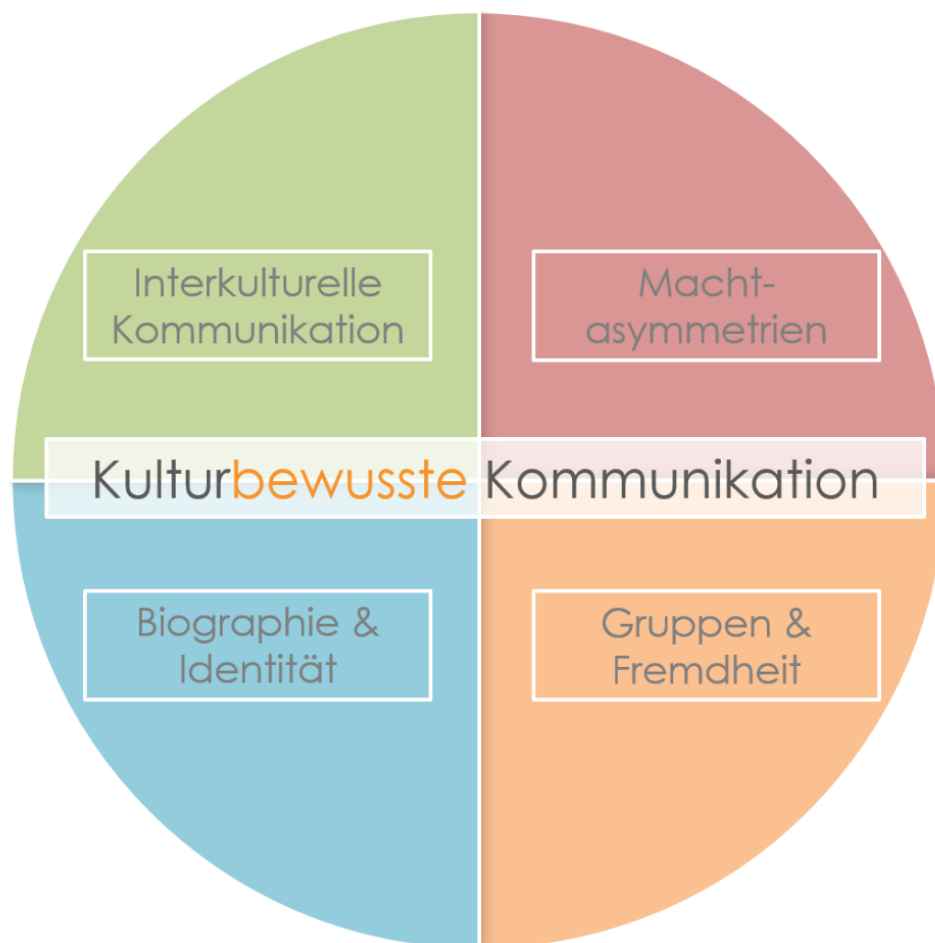 Interkulturelle
Kommunikation
Macht-
asymmetrien
Kulturbewusste Kommunikation
Biographie &
Identität
Gruppen &
Fremdheit